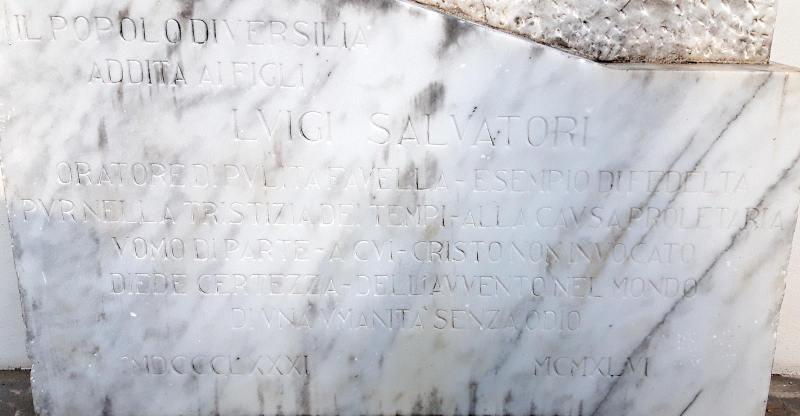 IL POPOLO DI VERSILIA
ADDITA AI FIGLI
LVIGI SALVATORI
ORATORE DI PVLITA FAVELLA - ESEMPIO DI FEDELTA
PVR NELLA TRISTIZIA DEI TEMPI - ALLA CAVSA PROLETARIA
VOMO DI PARTE - A CVI - CRISTO NON INVOCATO
DIEDE CERTEZZA - DELL'AVVENTO NEL MONDO
DI VNA VMANITA SENZA ODIO
MDCCCLXXXI MCMXLVI